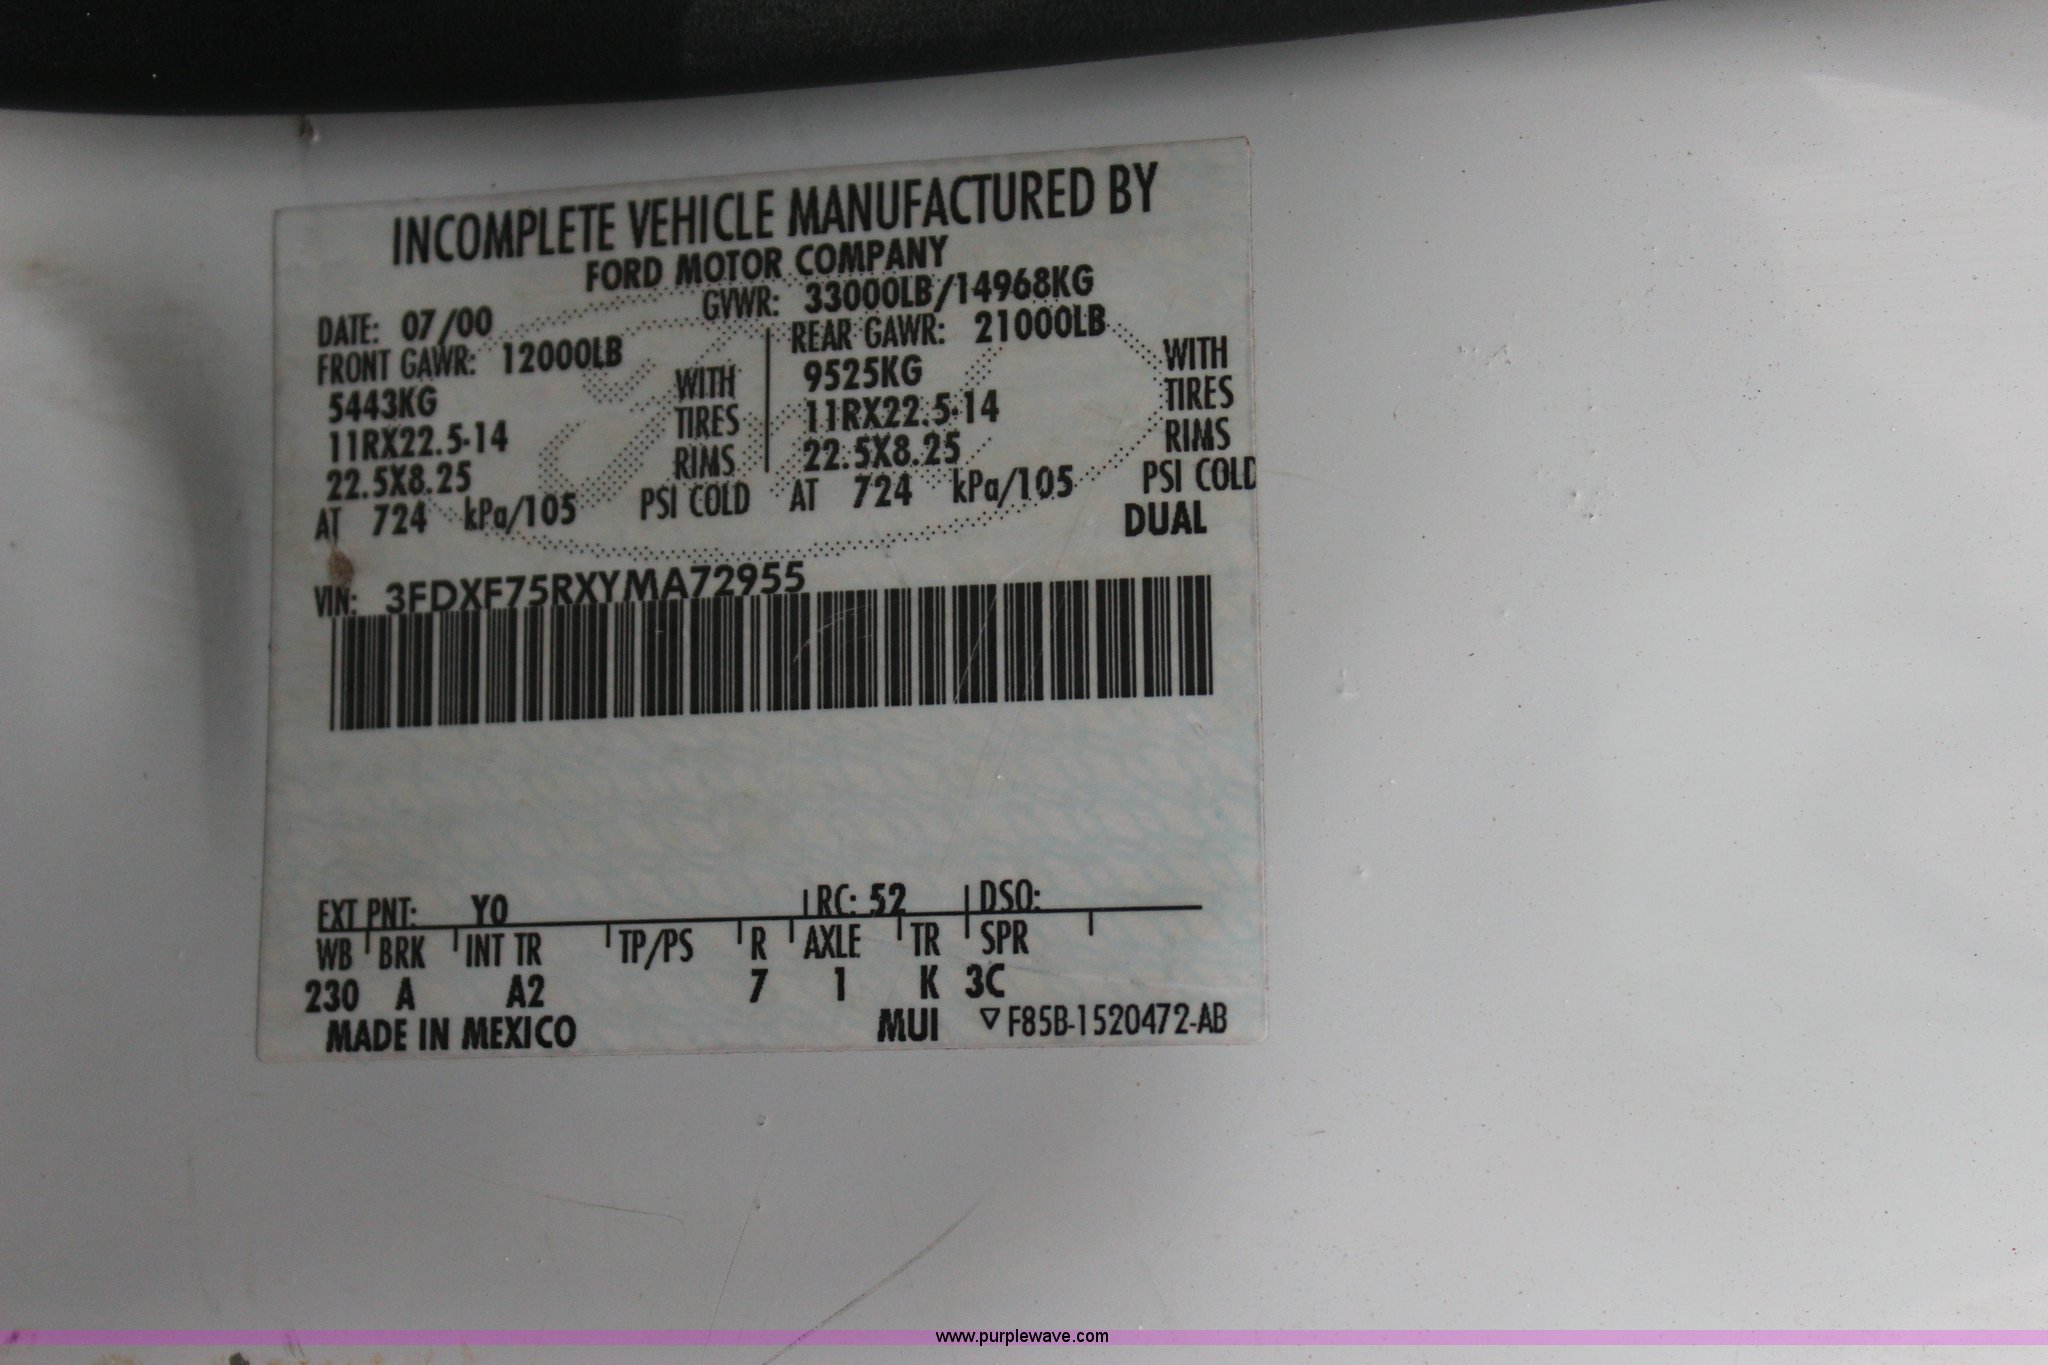 INCOMPLETE VEHICLE MANUFACTURED BY
FORD MOTOR COMPANY
DATE: 07/00 GVWR: 33000LB/14968KG
FRONT GAWR: 12000LB REAR GAWR: 21000LB
5443KG WITH 9525KG WITH
11RX22.5-14 TIRES 11RX22.5-14 TIRES
22.5X8.25 RIMS 22.5X8.25 RIMS
AT 724 kPa/105 PSI COLD AT 724 kPa/105 PSI COLD
DUAL
VIN: 3FDXF75RXYMA72955
EXT PNT: Y0 RC: 52 DSO:
WB BRK INT TR TP/PS R AXLE TR SPR
230 A A2 7 1 K 3C
MADE IN MEXICO MUI ▽ F85B-1520472-AB
www.purplewave.com